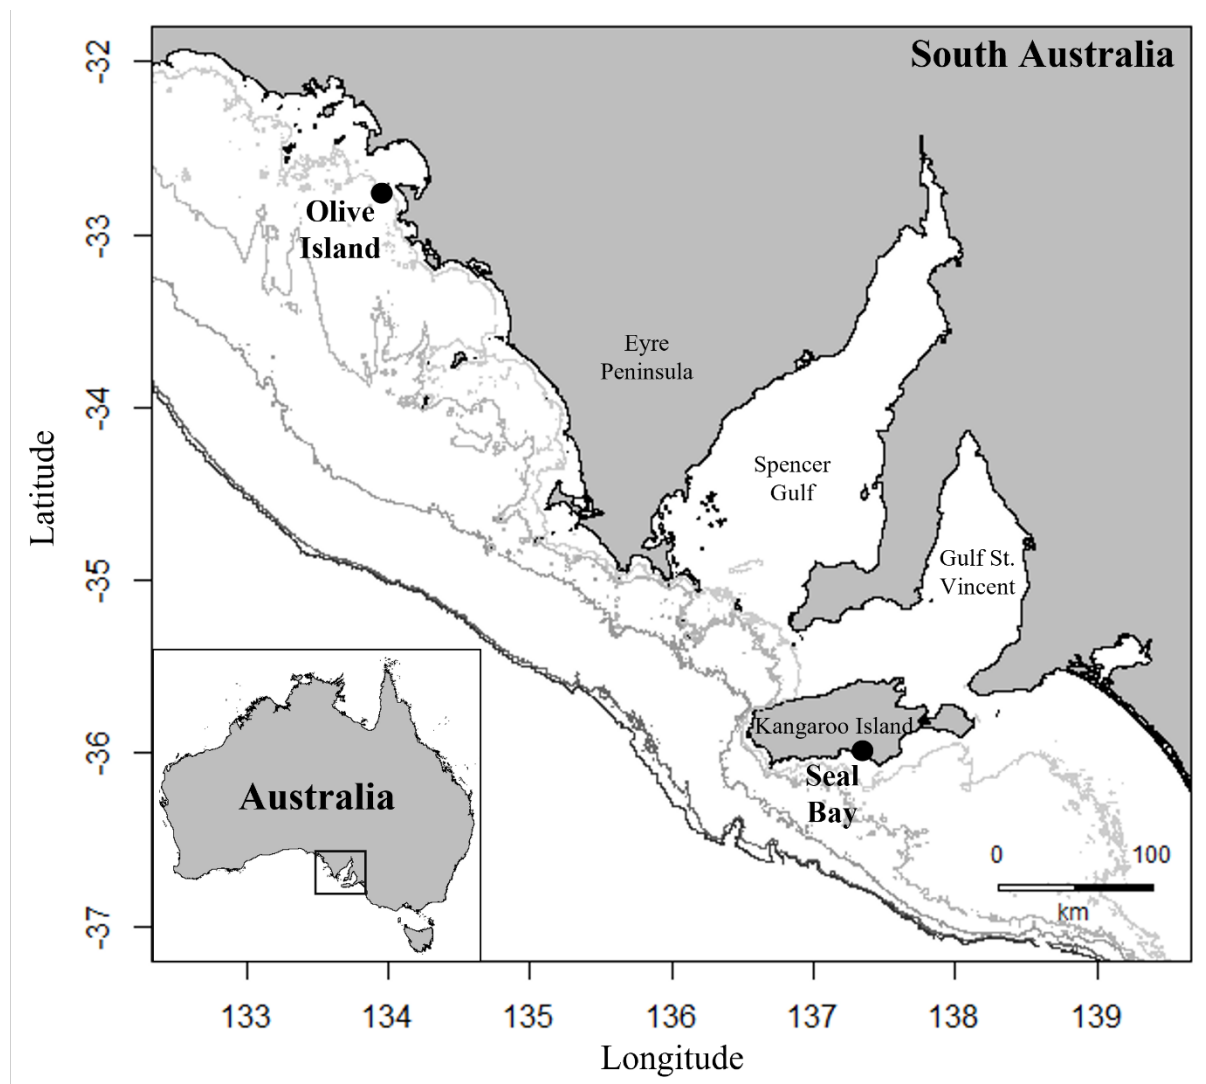 South Australia
-32
-33
-34
-35
-36
-37
Latitude
Olive
Island
Eyre
Peninsula
Spencer
Gulf
Gulf St.
Vincent
Kangaroo Island
Seal
Bay
Australia
0 100
km
133 134 135 136 137 138 139
Longitude